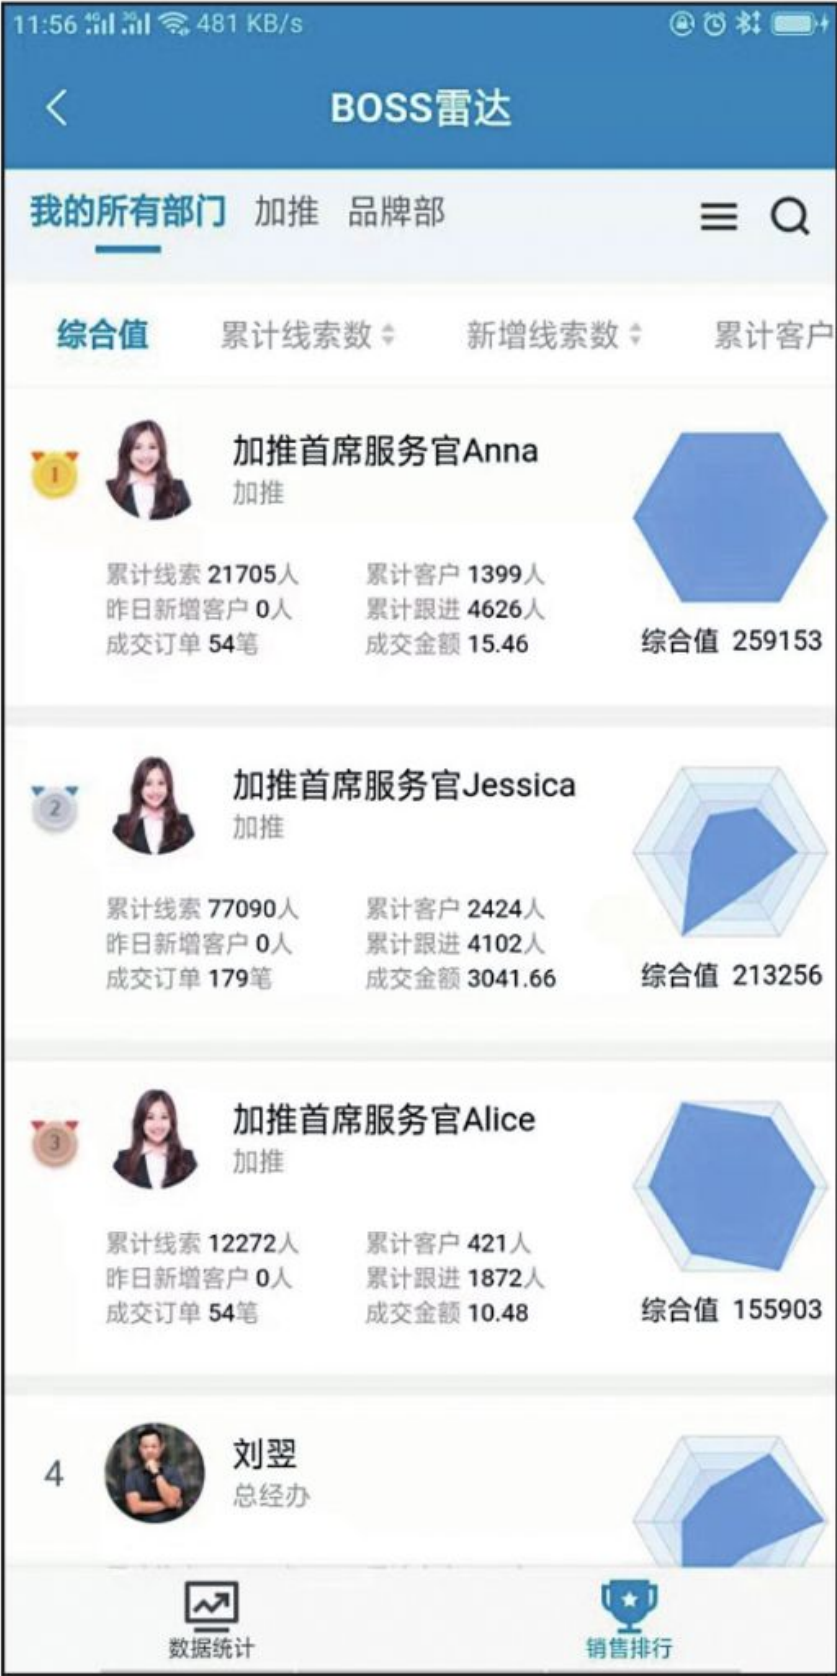 11:56 4G 3G 481 KB/s
BOSS雷达
我的所有部门 加推 品牌部
综合值 累计线索数 新增线索数 累计客户
1
加推首席服务官Anna
加推
累计线索 21705人 累计客户 1399人
昨日新增客户 0人 累计跟进 4626人
成交订单 54笔 成交金额 15.46
综合值 259153
2
加推首席服务官Jessica
加推
累计线索 77090人 累计客户 2424人
昨日新增客户 0人 累计跟进 4102人
成交订单 179笔 成交金额 3041.66
综合值 213256
3
加推首席服务官Alice
加推
累计线索 12272人 累计客户 421人
昨日新增客户 0人 累计跟进 1872人
成交订单 54笔 成交金额 10.48
综合值 155903
4
刘翌
总经办
数据统计 销售排行